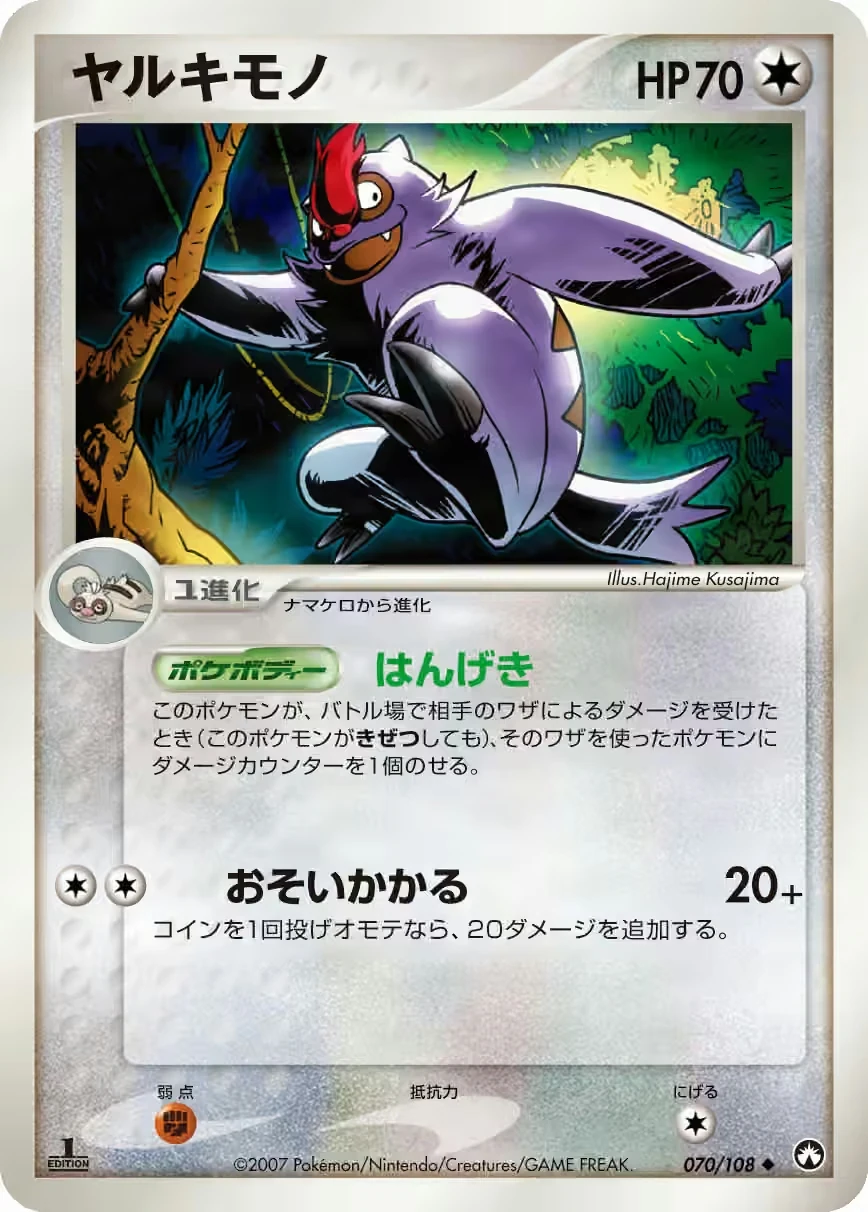 ヤルキモノ
HP70
Illus.Hajime Kusajima
1進化
ナマケロから進化
ポケボディー はんげき
このポケモンが、バトル場で相手のワザによるダメージを受けた
とき(このポケモンがきぜつしても)、そのワザを使ったポケモンに
ダメージカウンターを1個のせる。
おそいかかる 20+
コインを1回投げオモテなら、20ダメージを追加する。
弱点 抵抗力 にげる
1 EDITION
©2007 Pokémon/Nintendo/Creatures/GAME FREAK.
070/108 ◆